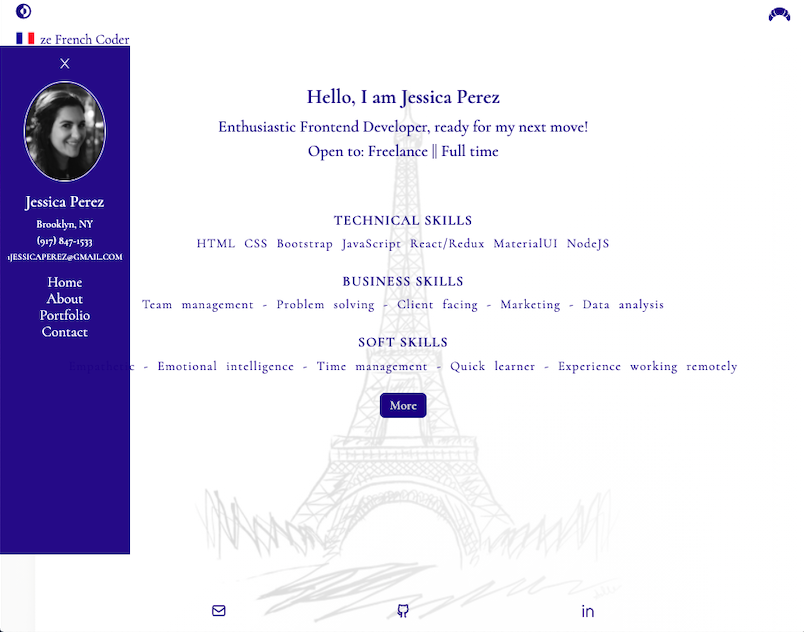 ze French Coder
X
Jessica Perez
Brooklyn, NY
(917) 847-1533
1JESSICAPEREZ@GMAIL.COM
Home
About
Portfolio
Contact
Hello, I am Jessica Perez
Enthusiastic Frontend Developer, ready for my next move!
Open to: Freelance || Full time
TECHNICAL SKILLS
HTML CSS Bootstrap JavaScript React/Redux MaterialUI NodeJS
BUSINESS SKILLS
Team management - Problem solving - Client facing - Marketing - Data analysis
SOFT SKILLS
Empathetic - Emotional intelligence - Time management - Quick learner - Experience working remotely
More
in